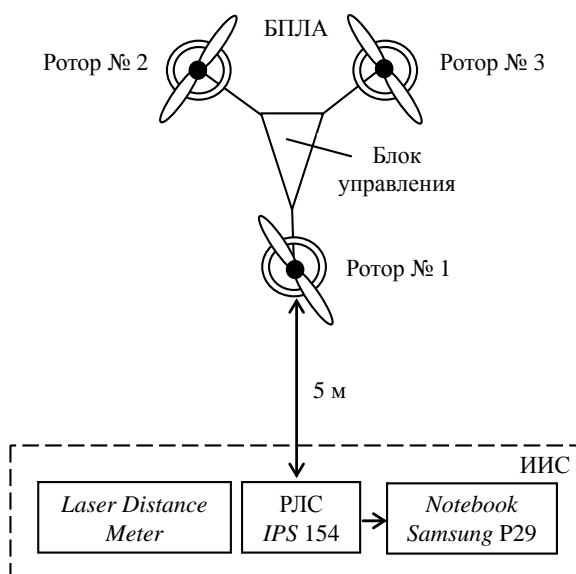 БПЛА
Ротор № 2
Ротор № 3
Блок
управления
Ротор № 1
5 м
ИИС
Laser Distance
Meter
РЛС
IPS 154
Notebook
Samsung P29